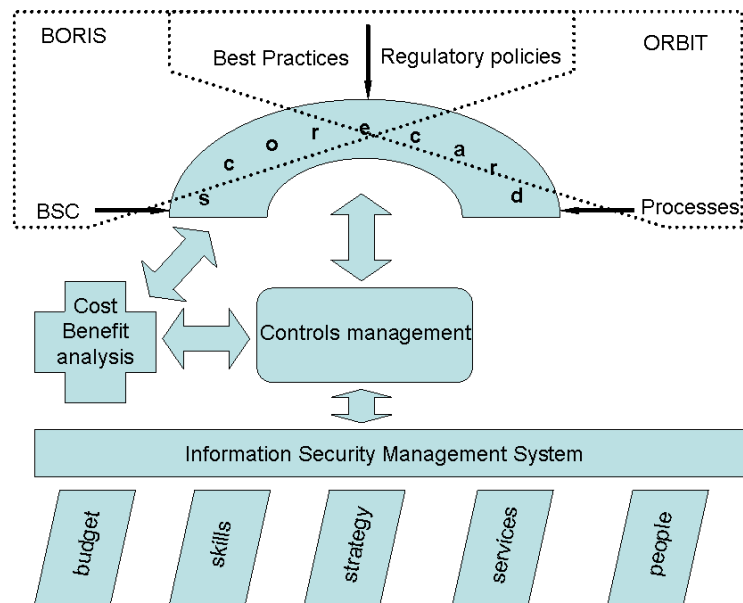 BORIS
ORBIT
Best Practices
Regulatory policies
scorecard
BSC
Processes
Cost
Benefit
analysis
Controls management
Information Security Management System
budget
skills
strategy
services
people